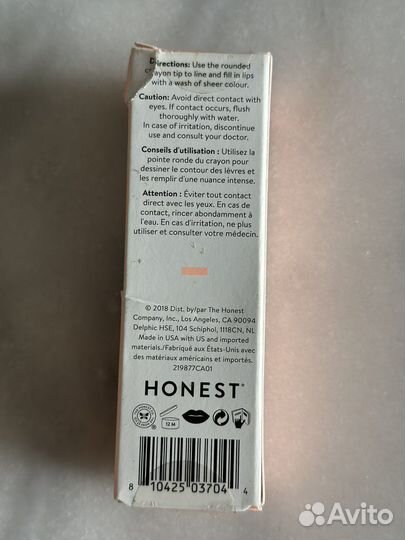 Directions: Use the rounded
crayon tip to line and fill in lips
with a wash of sheer colour.
Caution: Avoid direct contact with
eyes. If contact occurs, flush
thoroughly with water.
In case of irritation, discontinue
use and consult your doctor.
Conseils d'utilisation : Utilisez la
pointe ronde du crayon pour
dessiner le contour des lèvres et
les remplir d'une nuance intense.
Attention : Éviter tout contact
direct avec les yeux. En cas de
contact, rincer abondamment à
l'eau. En cas d'irritation, ne plus
utiliser et consulter votre médecin.
© 2018 Dist. by/par The Honest
Company, Inc., Los Angeles, CA 90094
Delphic HSE, 104 Schiphol, 1118CN, NL
Made in USA with US and imported
materials./Fabriqué aux États-Unis avec
des matériaux américains et importés.
219877CA01
HONEST®
12 M
8 10425 03704 4
Avito